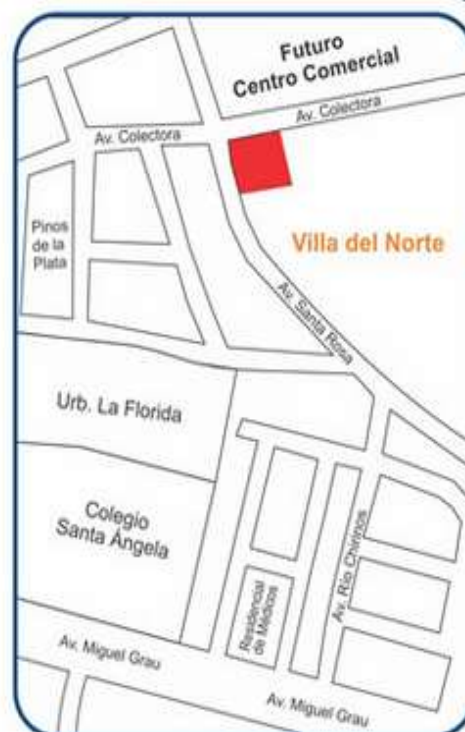 Futuro
Centro Comercial
Av. Colectora
Av. Colectora
Pinos
de la
Plata
Villa del Norte
Av. Santa Rosa
Urb. La Florida
Colegio
Santa Ángela
Av. Río Chirinos
Residencial
de Médicos
Av. Miguel Grau
Av. Miguel Grau